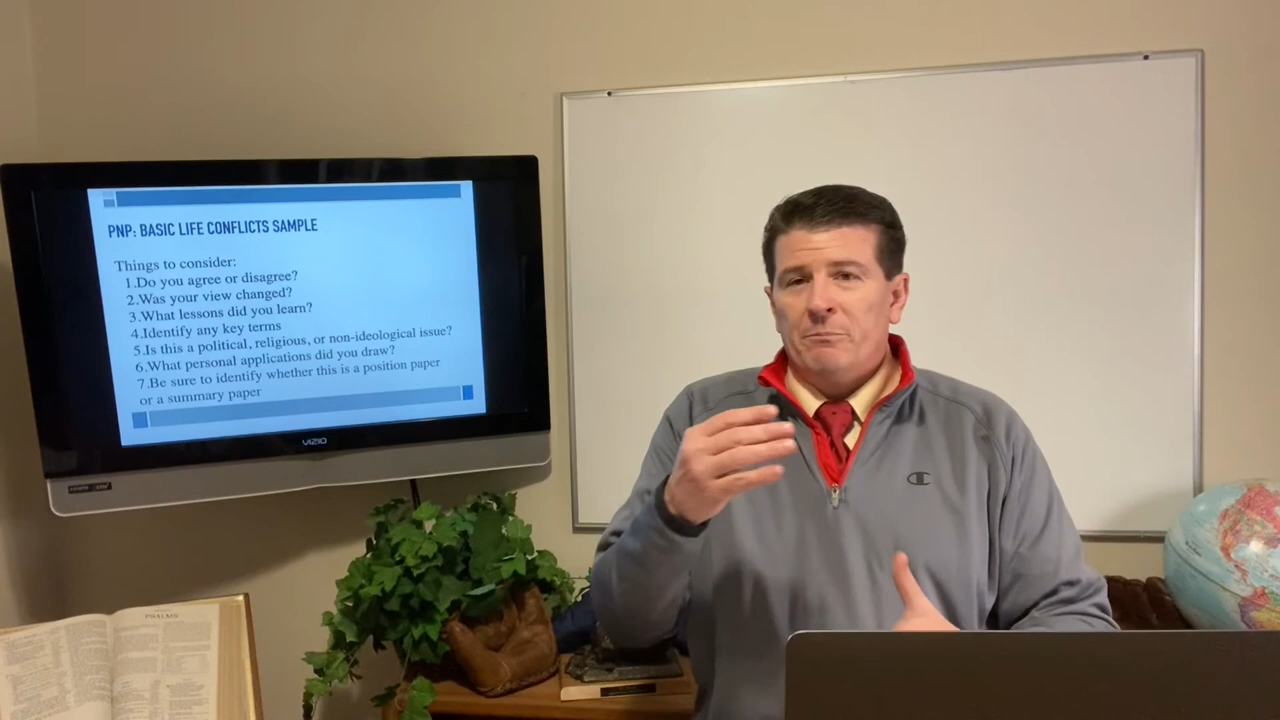 PNP: BASIC LIFE CONFLICTS SAMPLE
Things to consider:
1.Do you agree or disagree?
2.Was your view changed?
3.What lessons did you learn?
4.Identify any key terms
5.Is this a political, religious, or non-ideological issue?
6.What personal applications did you draw?
7.Be sure to identify whether this is a position paper
or a summary paper
VIZIO
PSALMS